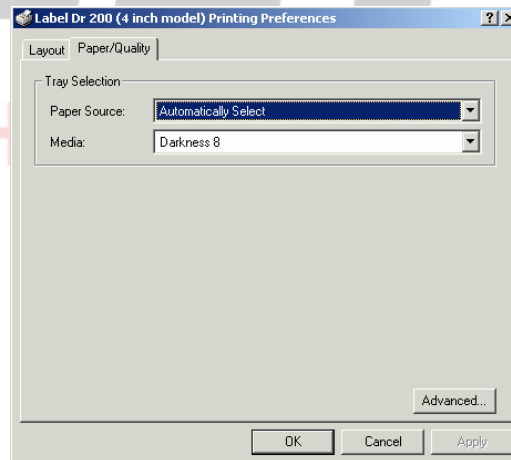 Label Dr 200 (4 inch model) Printing Preferences
Layout Paper/Quality
Tray Selection
Paper Source: Automatically Select
Media: Darkness 8
Advanced...
OK Cancel Apply